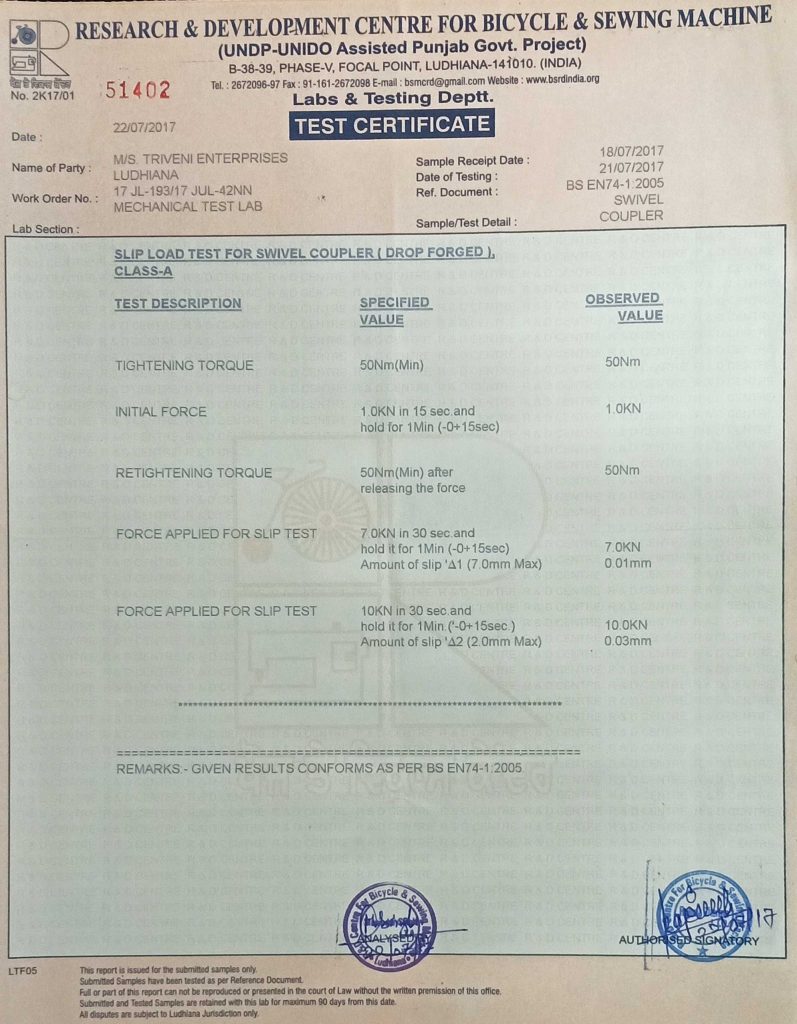 RESEARCH & DEVELOPMENT CENTRE FOR BICYCLE & SEWING MACHINE
(UNDP-UNIDO Assisted Punjab Govt. Project)
B-38-39, PHASE-V, FOCAL POINT, LUDHIANA-141010. (INDIA)
Tel. : 2672096-97 Fax : 91-161-2672098 E-mail : bsmcrd@gmail.com Website : www.bsrdindia.org
No. 2K17/01 51402
Labs & Testing Deptt.
TEST CERTIFICATE
Date : 22/07/2017
Name of Party : M/S. TRIVENI ENTERPRISES
LUDHIANA
Work Order No. : 17 JL-193/17 JUL-42NN
Lab Section : MECHANICAL TEST LAB
Sample Receipt Date : 18/07/2017
Date of Testing : 21/07/2017
Ref. Document : BS EN74-1:2005
Sample/Test Detail : SWIVEL
COUPLER
SLIP LOAD TEST FOR SWIVEL COUPLER ( DROP FORGED ),
CLASS-A
TEST DESCRIPTION SPECIFIED VALUE OBSERVED VALUE
TIGHTENING TORQUE 50Nm(Min) 50Nm
INITIAL FORCE 1.0KN in 15 sec.and 1.0KN
hold for 1Min (-0+15sec)
RETIGHTENING TORQUE 50Nm(Min) after 50Nm
releasing the force
FORCE APPLIED FOR SLIP TEST 7.0KN in 30 sec.and
hold it for 1Min (-0+15sec) 7.0KN
Amount of slip 'Δ1 (7.0mm Max) 0.01mm
FORCE APPLIED FOR SLIP TEST 10KN in 30 sec.and
hold it for 1Min.('-0+15sec.) 10.0KN
Amount of slip 'Δ2 (2.0mm Max) 0.03mm
REMARKS:- GIVEN RESULTS CONFORMS AS PER BS EN74-1:2005
Centre For Bicycle & Sewing
Ludhiana
ANALYSED
Centre For Bicycle & Sewing
AUTHORISED SIGNATORY
LTF05
This report is issued for the submitted samples only.
Submitted Samples have been tested as per Reference Document.
Full or part of this report can not be reproduced or presented in the court of Law without the written premission of this office.
Submitted and Tested Samples are retained with this lab for maximum 90 days from this date.
All disputes are subject to Ludhiana Jurisdiction only.